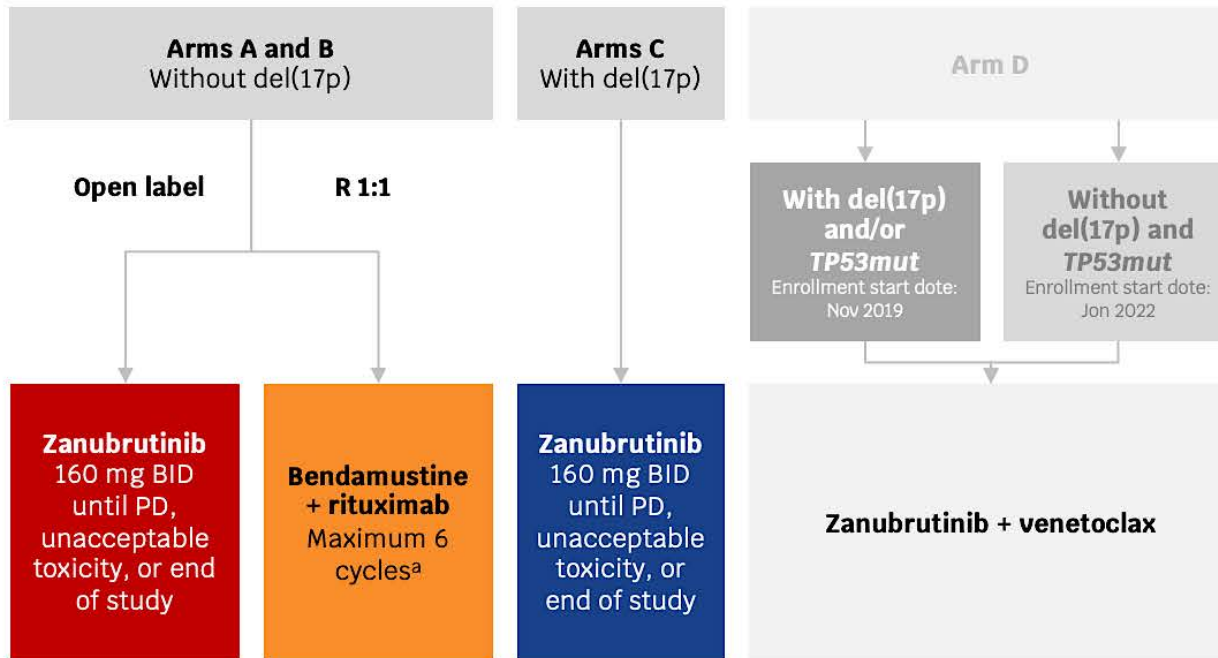 Arms A and B
Without del(17p)
Arms C
With del(17p)
Arm D
Open label
R 1:1
With del(17p)
and/or
TP53mut
Enrollment start dote:
Nov 2019
Without
del(17p) and
TP53mut
Enrollment start dote:
Jon 2022
Zanubrutinib
160 mg BID
until PD,
unacceptable
toxicity, or end
of study
Bendamustine
+ rituximab
Maximum 6
cyclesᵃ
Zanubrutinib
160 mg BID
until PD,
unacceptable
toxicity, or
end of study
Zanubrutinib + venetoclax